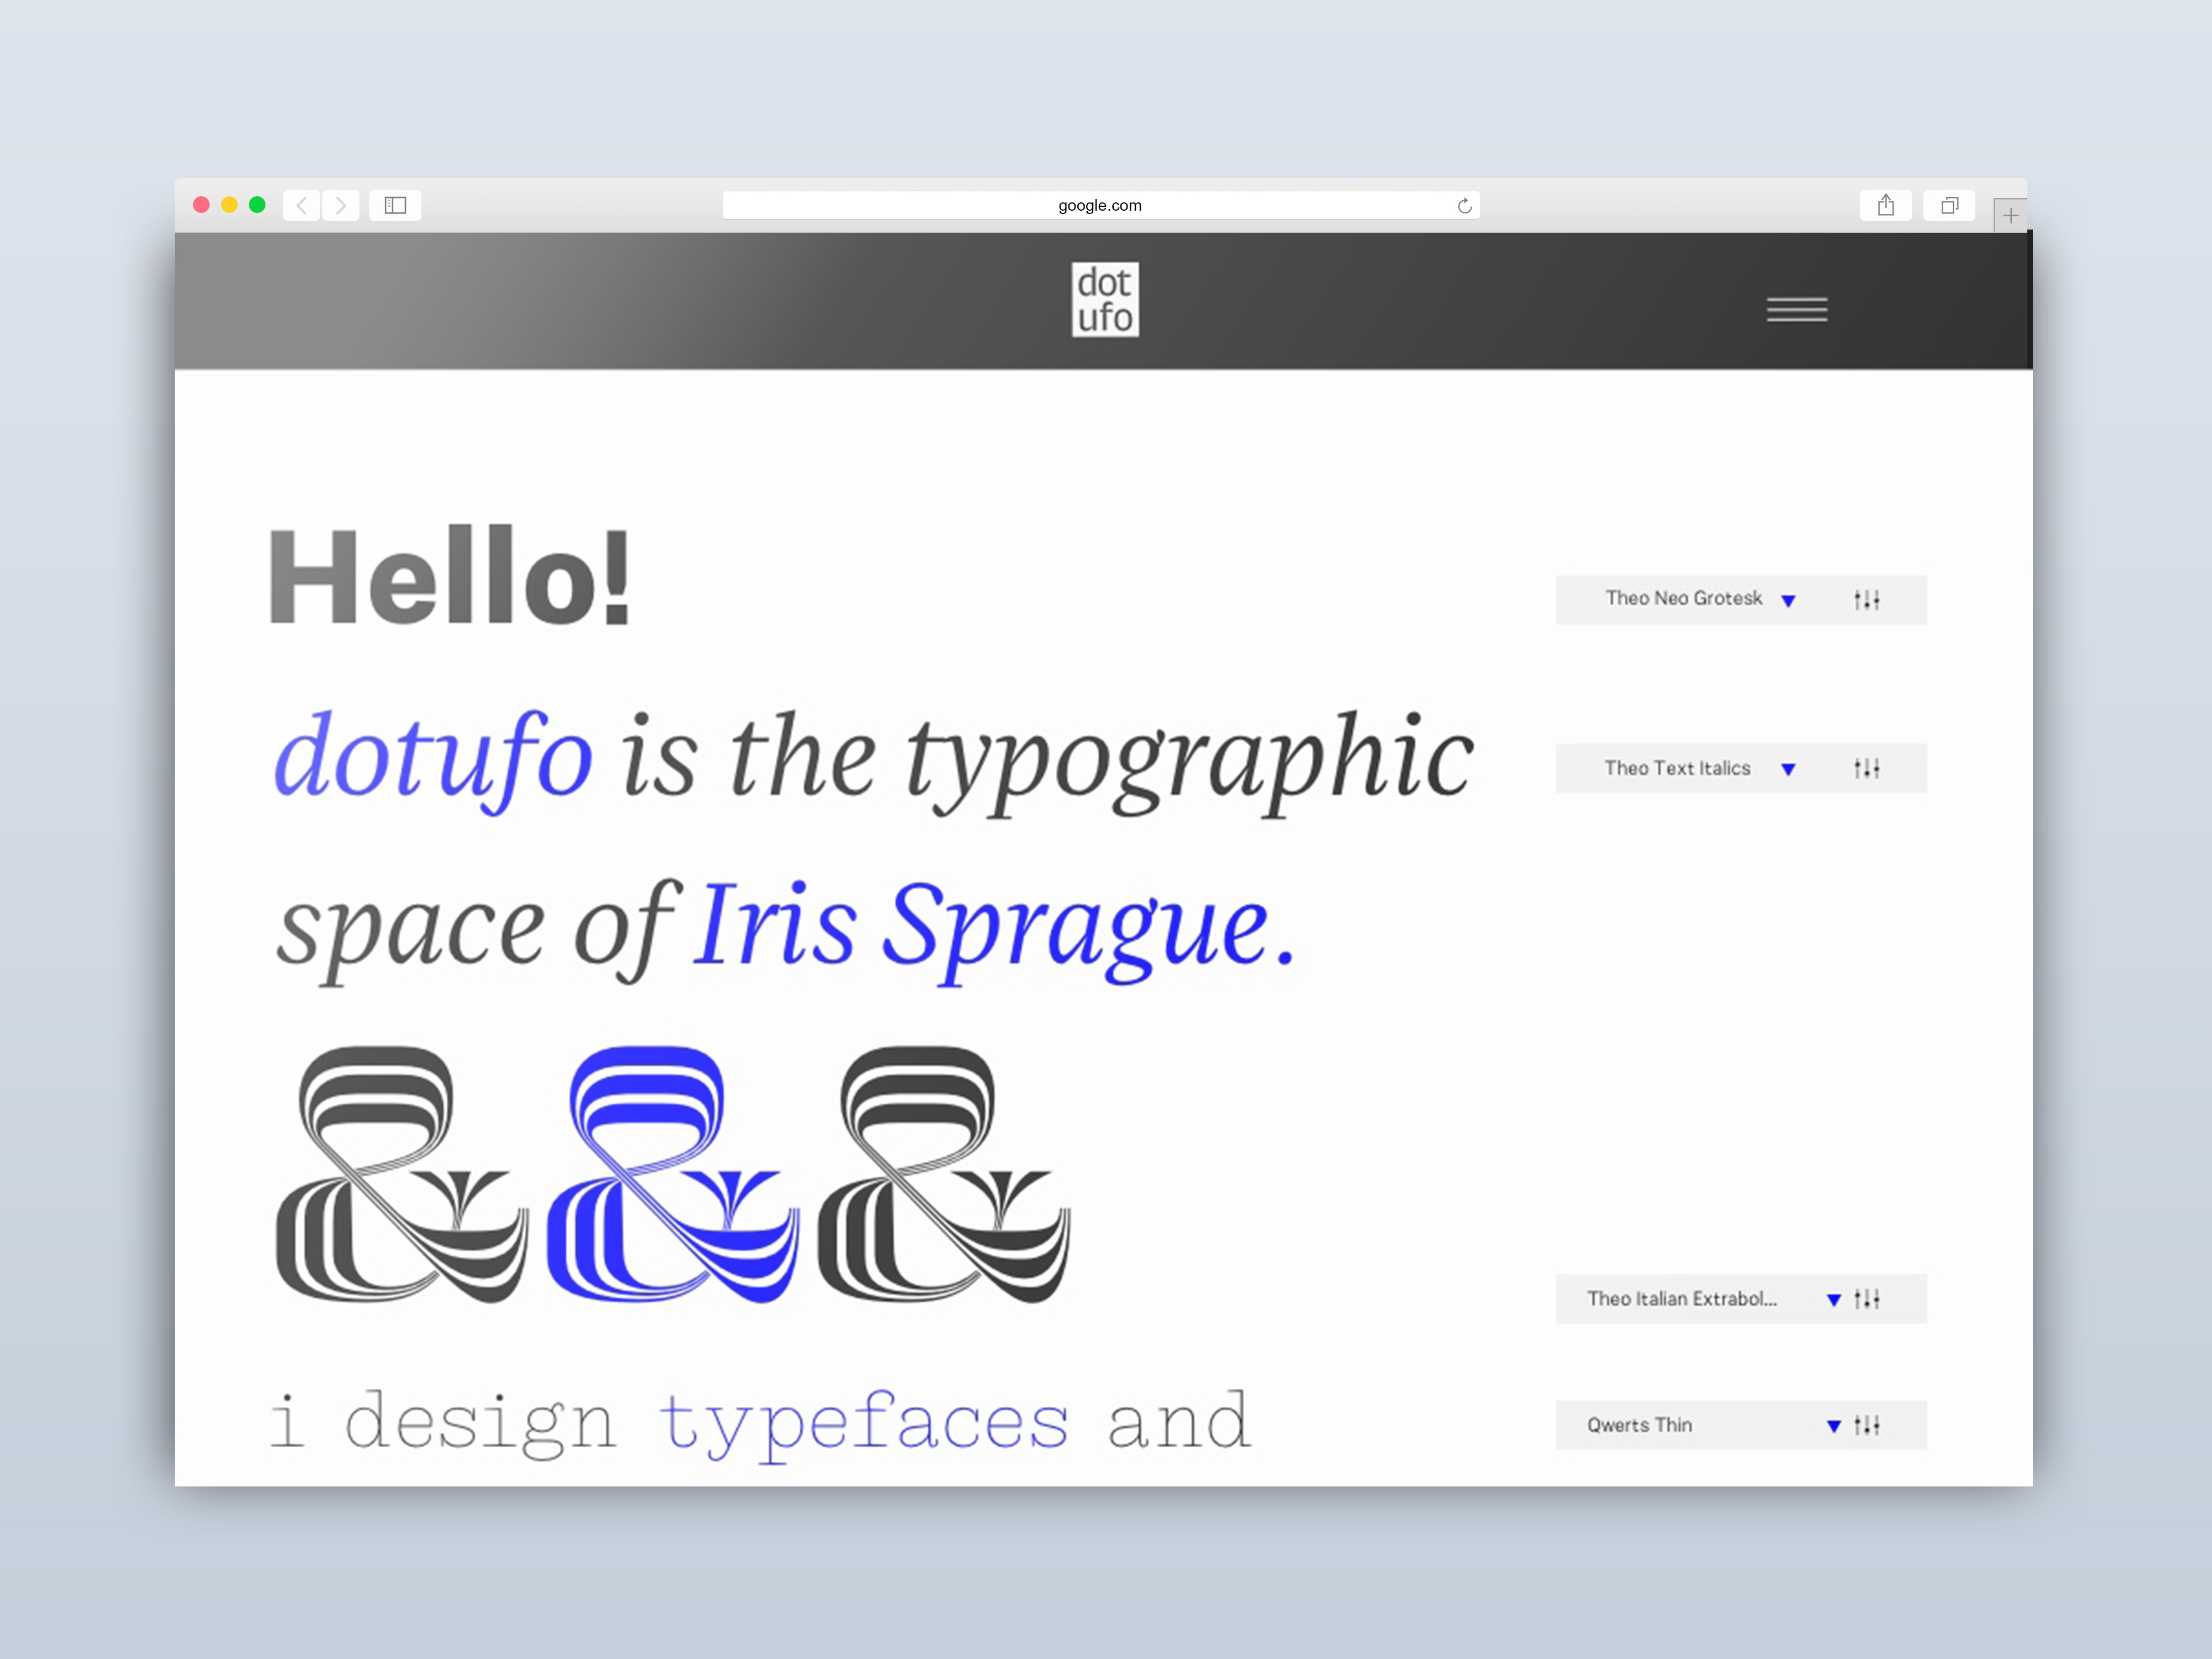 google.com
dot
ufo
Hello!
Theo Neo Grotesk
dotufo is the typographic
Theo Text Italics
space of Iris Sprague.
&&&
Theo Italian Extrabol...
i design typefaces and
Qwerts Thin